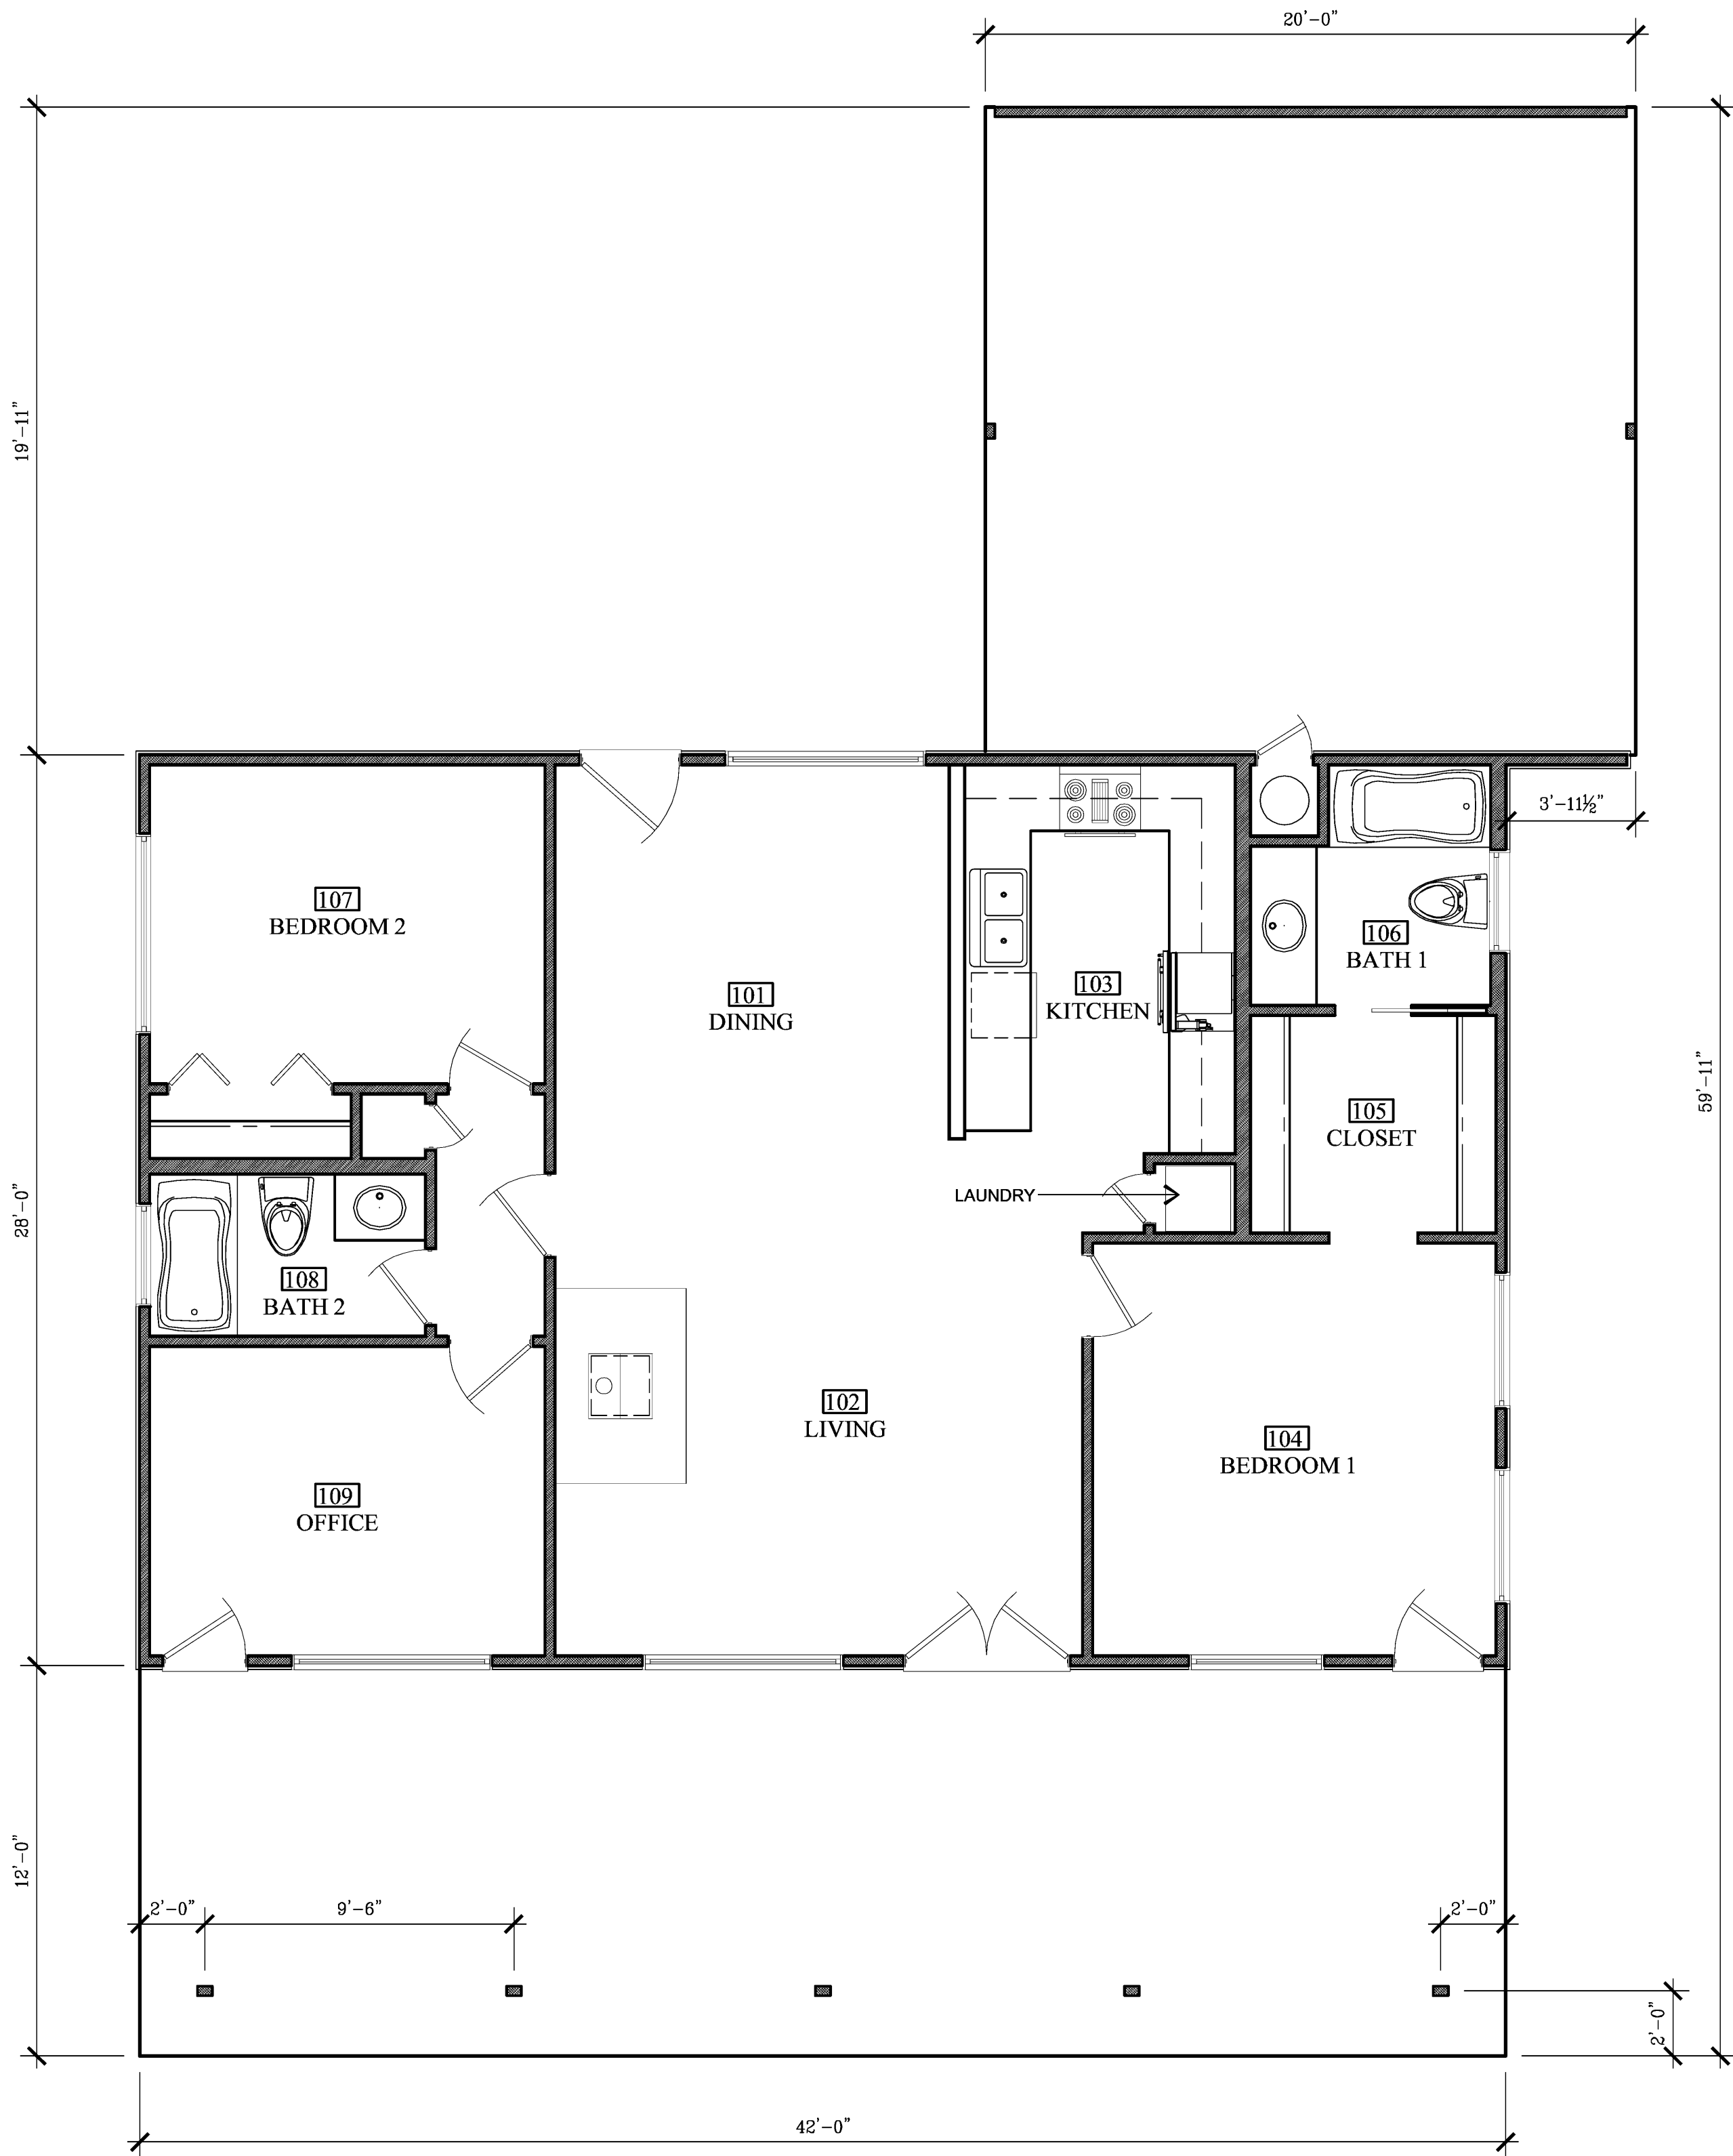 20'-0"
19'-11"
3'-11½"
107
BEDROOM 2
106
BATH 1
101
DINING
103
KITCHEN
59'-11"
105
CLOSET
LAUNDRY
28'-0"
108
BATH 2
102
LIVING
104
BEDROOM 1
109
OFFICE
12'-0"
2'-0"
9'-6"
2'-0"
2'-0"
42'-0"